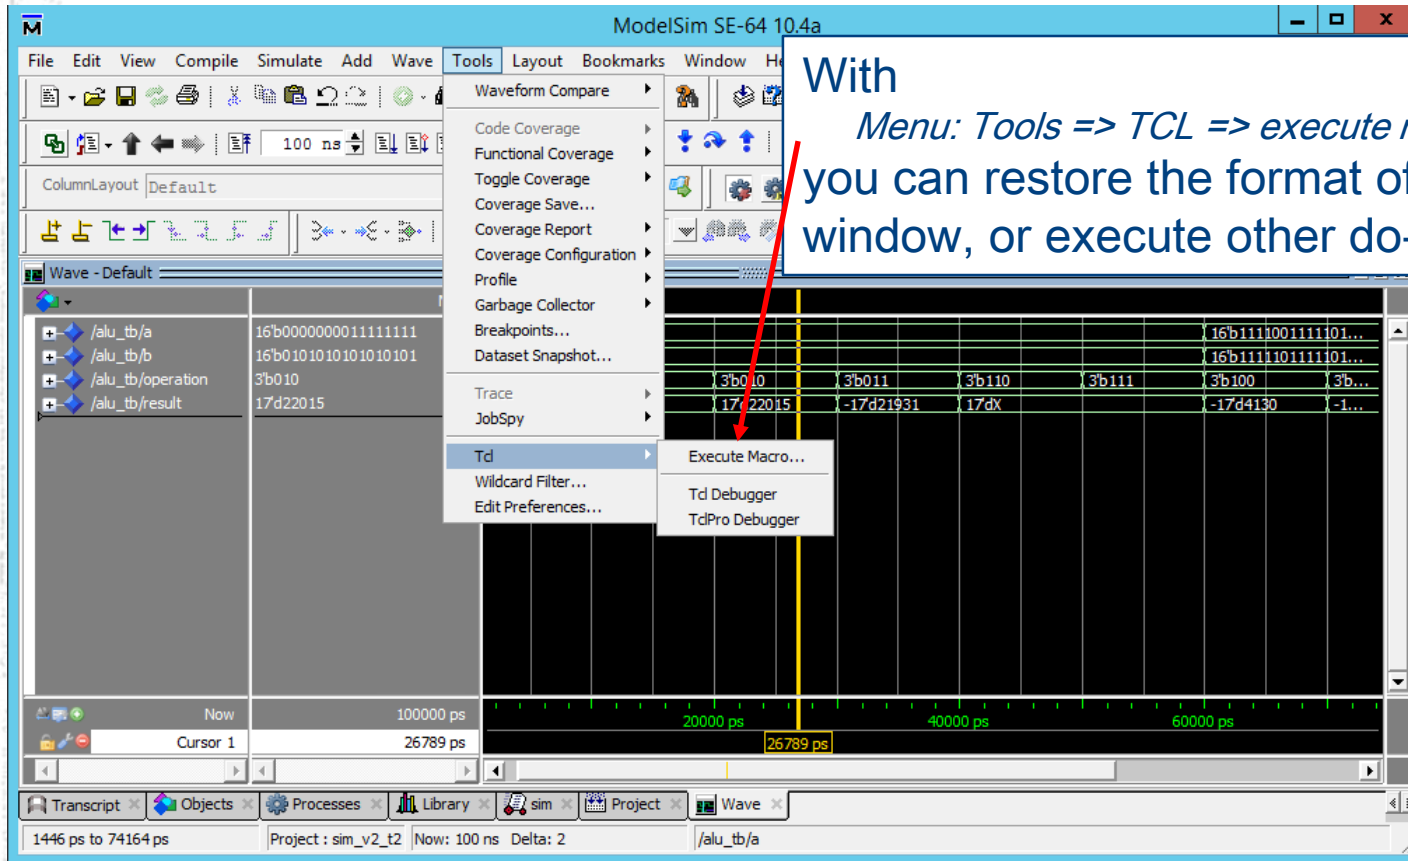 M
ModelSim SE-64 10.4a
File Edit View Compile Simulate Add Wave Tools Layout Bookmarks Window He
With
Menu: Tools => TCL => execute
you can restore the format of
window, or execute other do-
100 ns
ColumnLayout Default
Waveform Compare
Code Coverage
Functional Coverage
Toggle Coverage
Coverage Save...
Coverage Report
Coverage Configuration
Profile
Garbage Collector
Breakpoints...
Dataset Snapshot...
Trace
JobSpy
Tcl
Wildcard Filter...
Edit Preferences...
Execute Macro...
Tcl Debugger
TclPro Debugger
Wave - Default
/alu_tb/a 16'b0000000011111111 16'b1111001111101...
/alu_tb/b 16'b0101010101010101 16'b1111101111101...
/alu_tb/operation 3'b010 3'b010 3'b011 3'b110 3'b111 3'b100 3'b...
/alu_tb/result 17'd22015 17'd22015 -17'd21931 17'dX -17'd4130 -1...
Now 100000 ps 20000 ps 40000 ps 60000 ps
Cursor 1 26789 ps 26789 ps
Transcript Objects Processes Library sim Project Wave
1446 ps to 74164 ps Project : sim_v2_t2 Now: 100 ns Delta: 2 /alu_tb/a